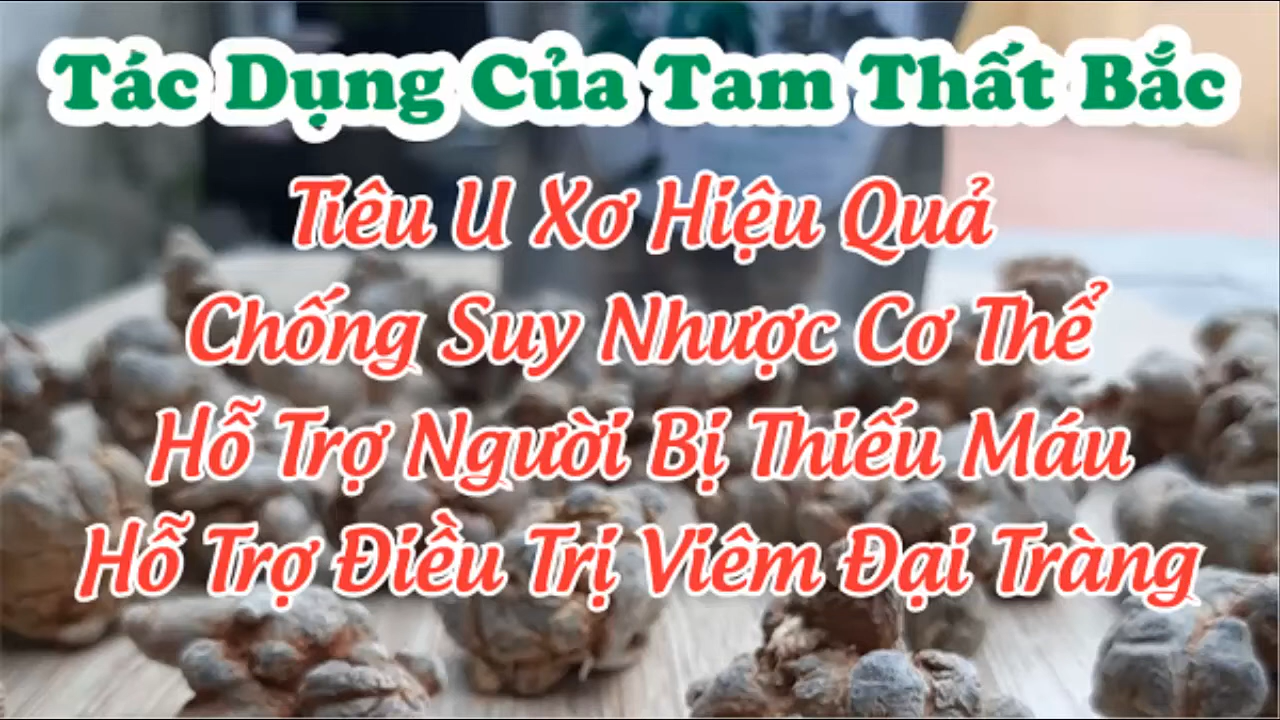 Tác Dụng Của Tam Thất Bắc
Tiêu U Xơ Hiệu Quả
Chống Suy Nhược Cơ Thể
Hỗ Trợ Người Bị Thiếu Máu
Hỗ Trợ Điều Trị Viêm Đại Tràng